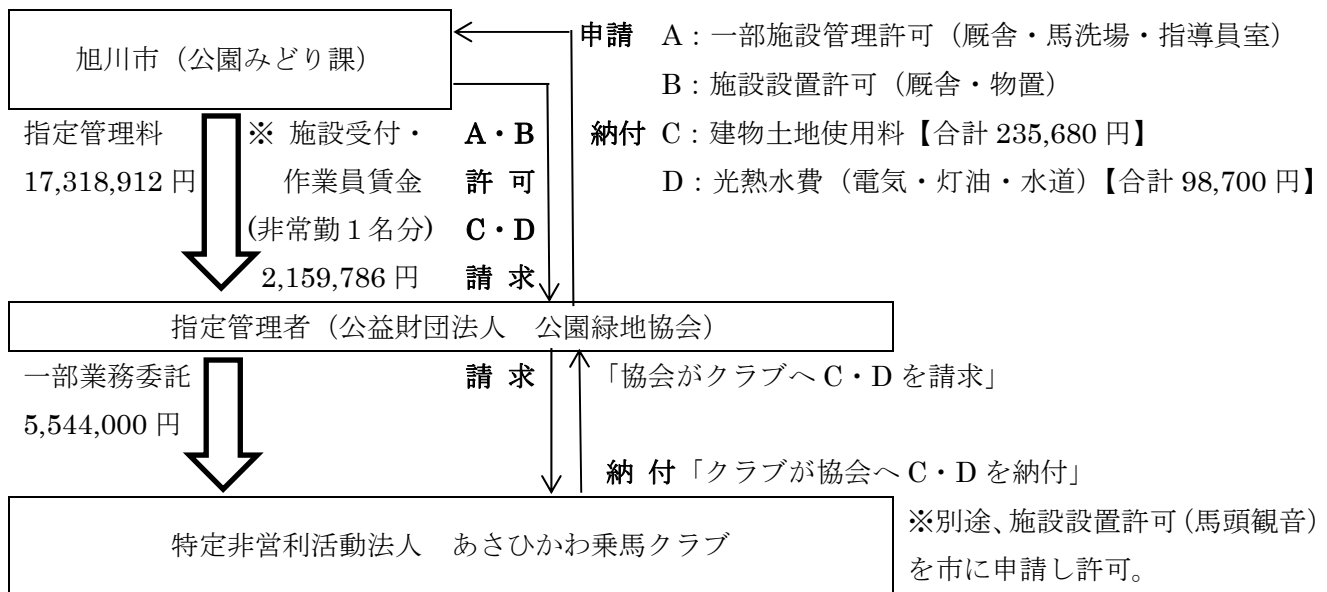 旭川市（公園みどり課）
申請 A：一部施設管理許可（厩舎・馬洗場・指導員室）
B：施設設置許可（厩舎・物置）
納付 C：建物土地使用料【合計 235,680 円】
D：光熱水費（電気・灯油・水道）【合計 98,700 円】
指定管理料
17,318,912 円
※ 施設受付・
作業員賃金
(非常勤１名分)
2,159,786 円
A・B
許 可
C・D
請 求
指定管理者（公益財団法人　公園緑地協会）
一部業務委託
5,544,000 円
請 求 「協会がクラブへ C・D を請求」
納 付「クラブが協会へ C・D を納付」
特定非営利活動法人　あさひかわ乗馬クラブ
※別途、施設設置許可（馬頭観音）
を市に申請し許可。